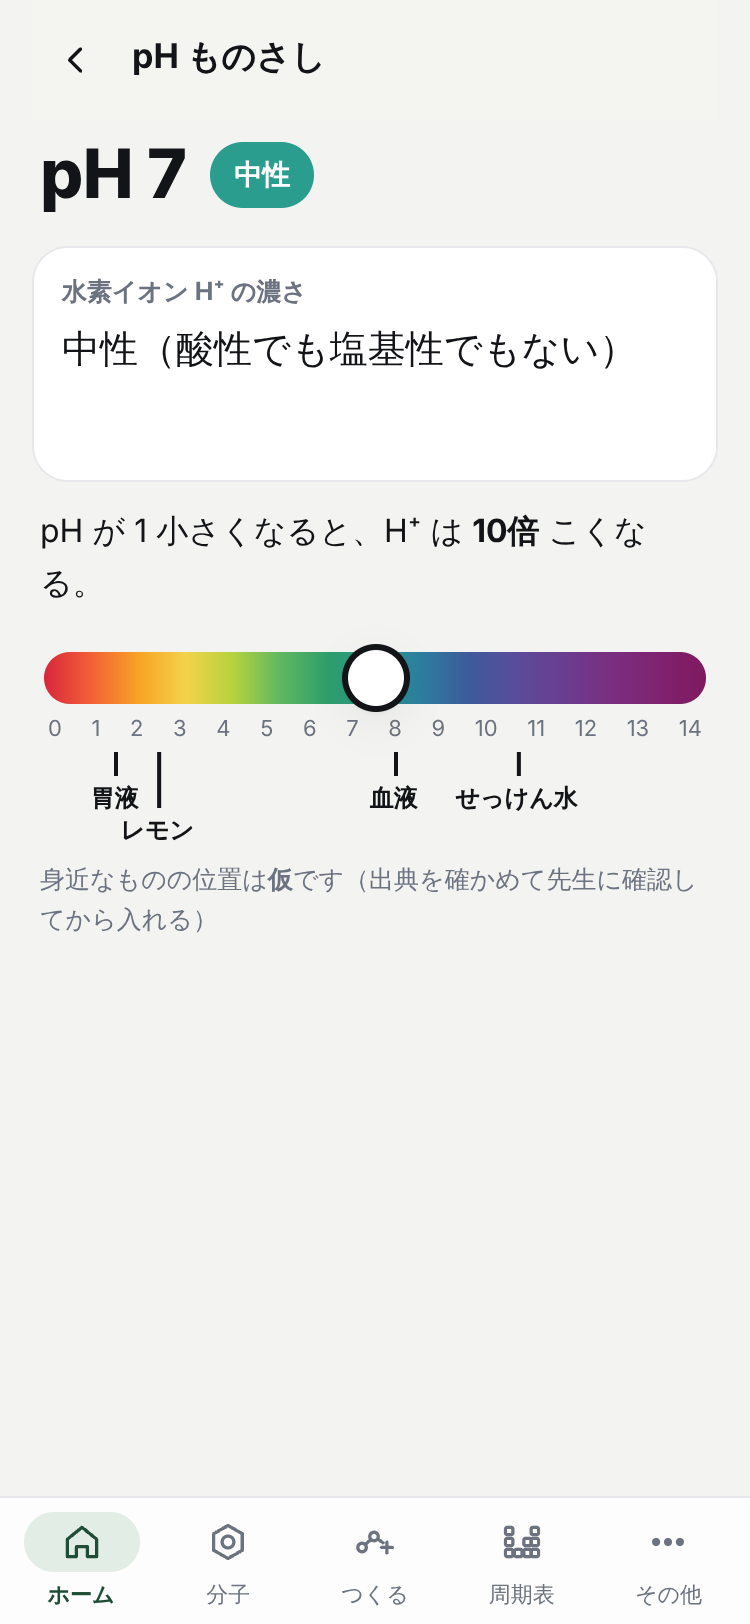 pH ものさし
pH 7 中性
水素イオン H⁺ の濃さ
中性（酸性でも塩基性でもない）
pH が 1 小さくなると、H⁺ は 10倍 こくな
る。
0 1 2 3 4 5 6 7 8 9 10 11 12 13 14
胃液 血液 せっけん水
レモン
身近なものの位置は仮です（出典を確かめて先生に確認し
てから入れる）
ホーム 分子 つくる 周期表 その他